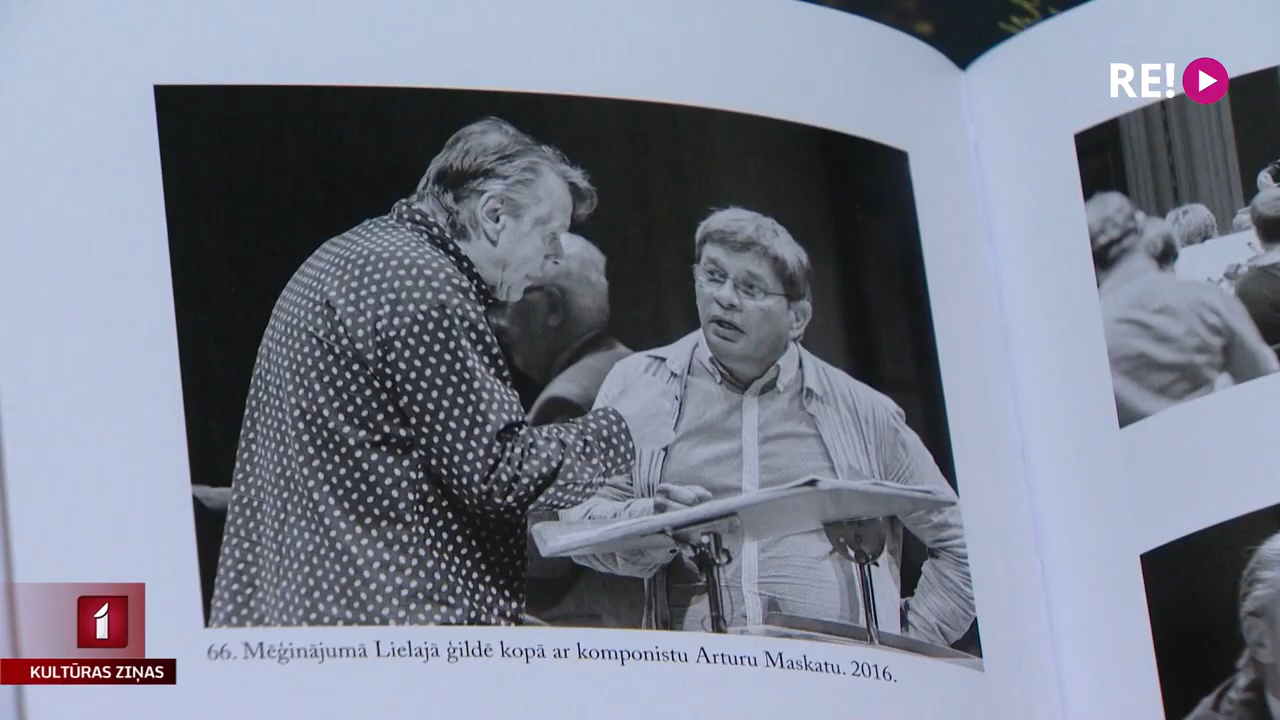 RE!
66. Mēģinājumā Lielajā ģildē kopā ar komponistu Arturu Maskatu. 2016.
1
KULTŪRAS ZIŅAS